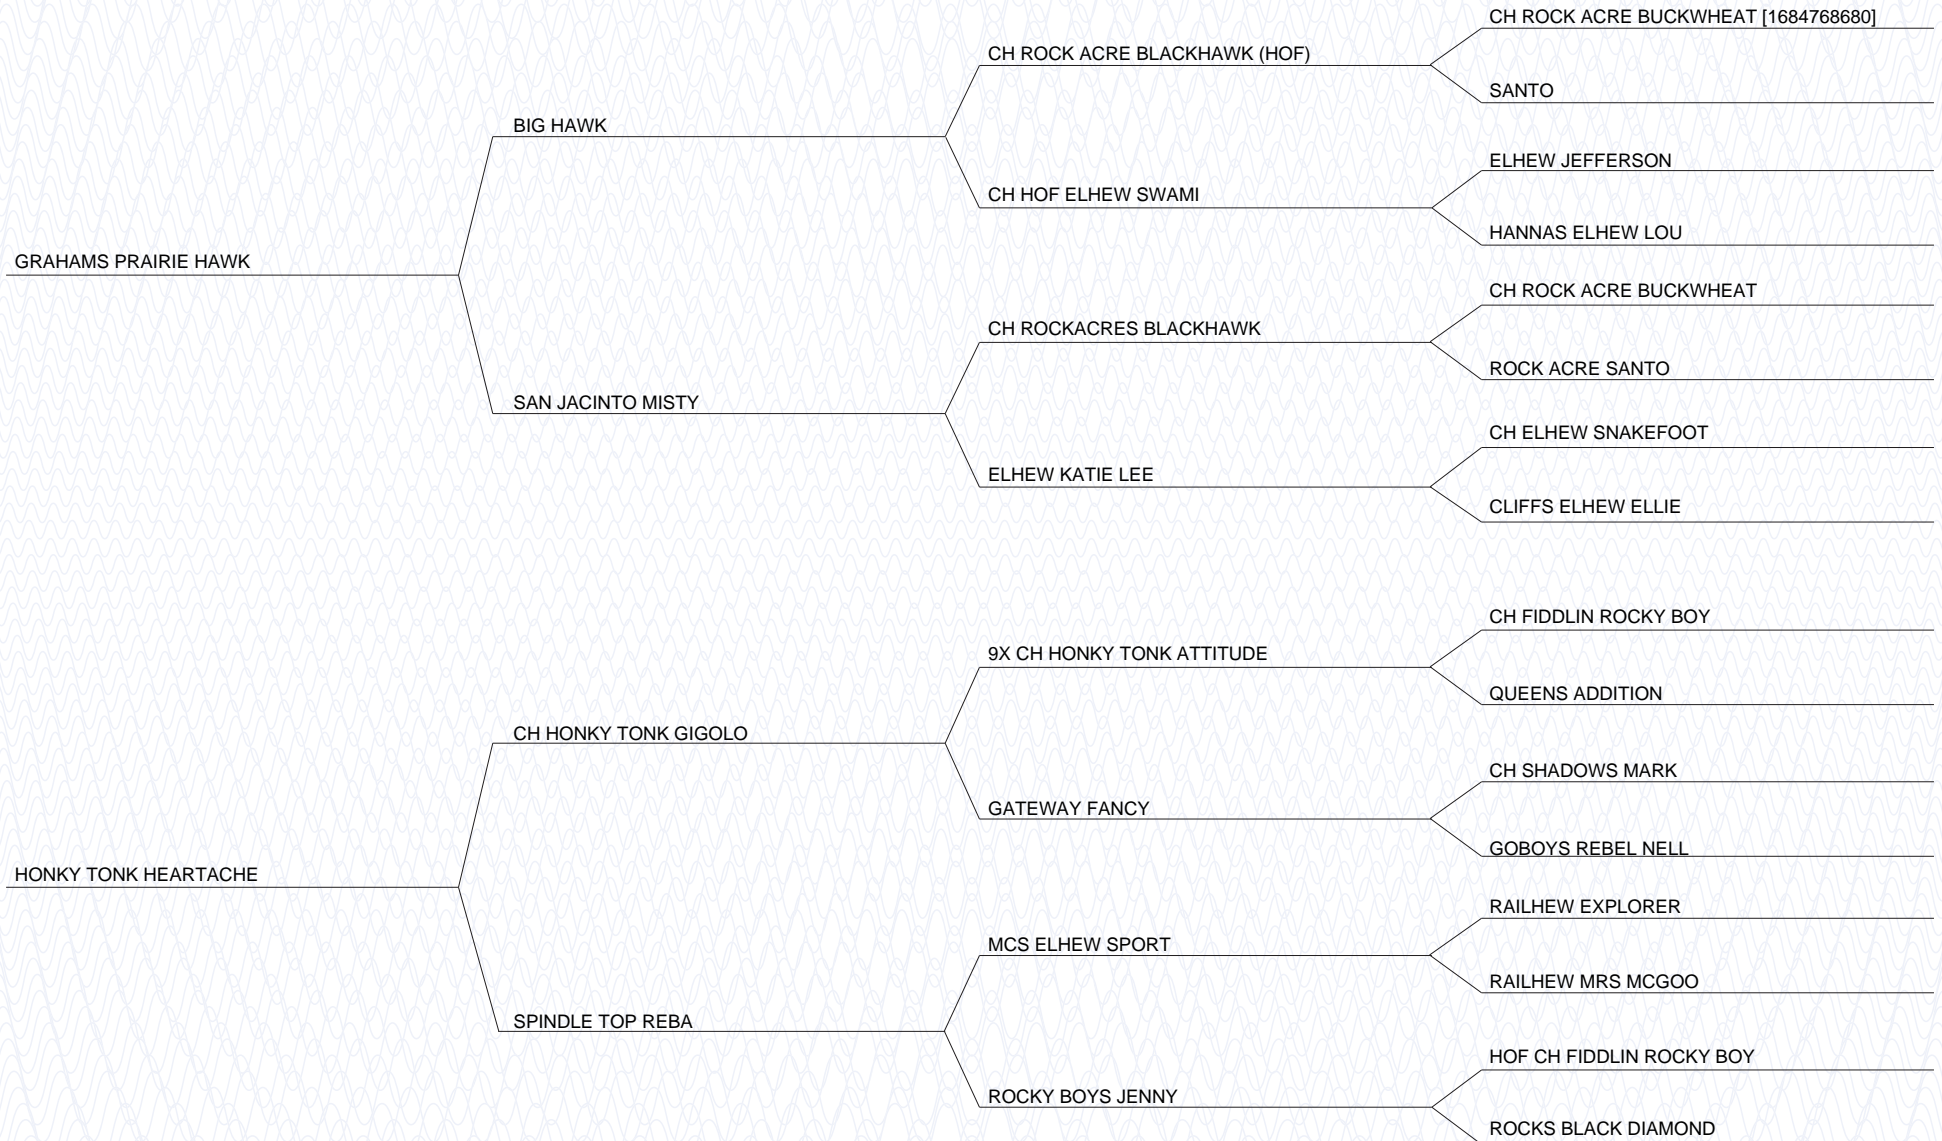 CH ROCK ACRE BUCKWHEAT [1684768680]
CH ROCK ACRE BLACKHAWK (HOF)
SANTO
BIG HAWK
ELHEW JEFFERSON
CH HOF ELHEW SWAMI
HANNAS ELHEW LOU
GRAHAMS PRAIRIE HAWK
CH ROCK ACRE BUCKWHEAT
CH ROCKACRES BLACKHAWK
ROCK ACRE SANTO
SAN JACINTO MISTY
CH ELHEW SNAKEFOOT
ELHEW KATIE LEE
CLIFFS ELHEW ELLIE
CH FIDDLIN ROCKY BOY
9X CH HONKY TONK ATTITUDE
QUEENS ADDITION
CH HONKY TONK GIGOLO
CH SHADOWS MARK
GATEWAY FANCY
GOBOYS REBEL NELL
HONKY TONK HEARTACHE
RAILHEW EXPLORER
MCS ELHEW SPORT
RAILHEW MRS MCGOO
SPINDLE TOP REBA
HOF CH FIDDLIN ROCKY BOY
ROCKY BOYS JENNY
ROCKS BLACK DIAMOND